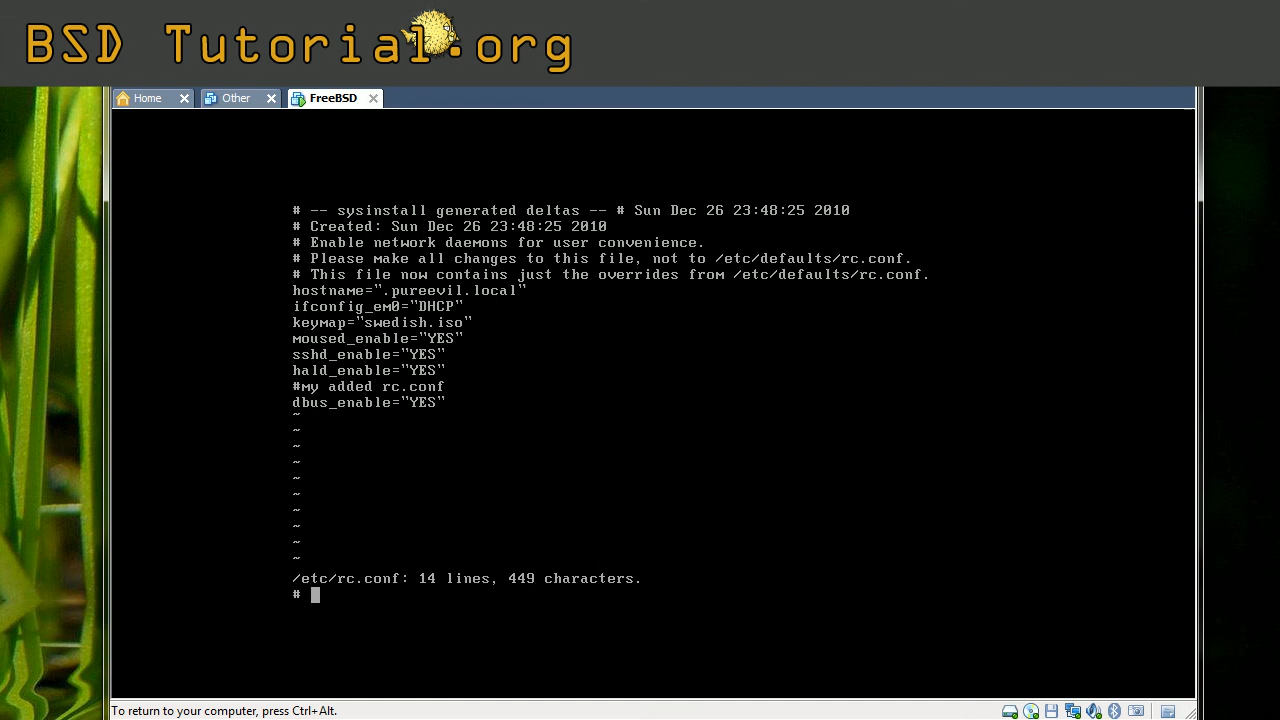 BSD Tutorial.org
Home Other FreeBSD
# -- sysinstall generated deltas -- # Sun Dec 26 23:48:25 2010
# Created: Sun Dec 26 23:48:25 2010
# Enable network daemons for user convenience.
# Please make all changes to this file, not to /etc/defaults/rc.conf.
# This file now contains just the overrides from /etc/defaults/rc.conf.
hostname=".pureevil.local"
ifconfig_em0="DHCP"
keymap="swedish.iso"
moused_enable="YES"
sshd_enable="YES"
hald_enable="YES"
#my added rc.conf
dbus_enable="YES"
~
~
~
~
~
~
~
~
~
~
/etc/rc.conf: 14 lines, 449 characters.
#
To return to your computer, press Ctrl+Alt.